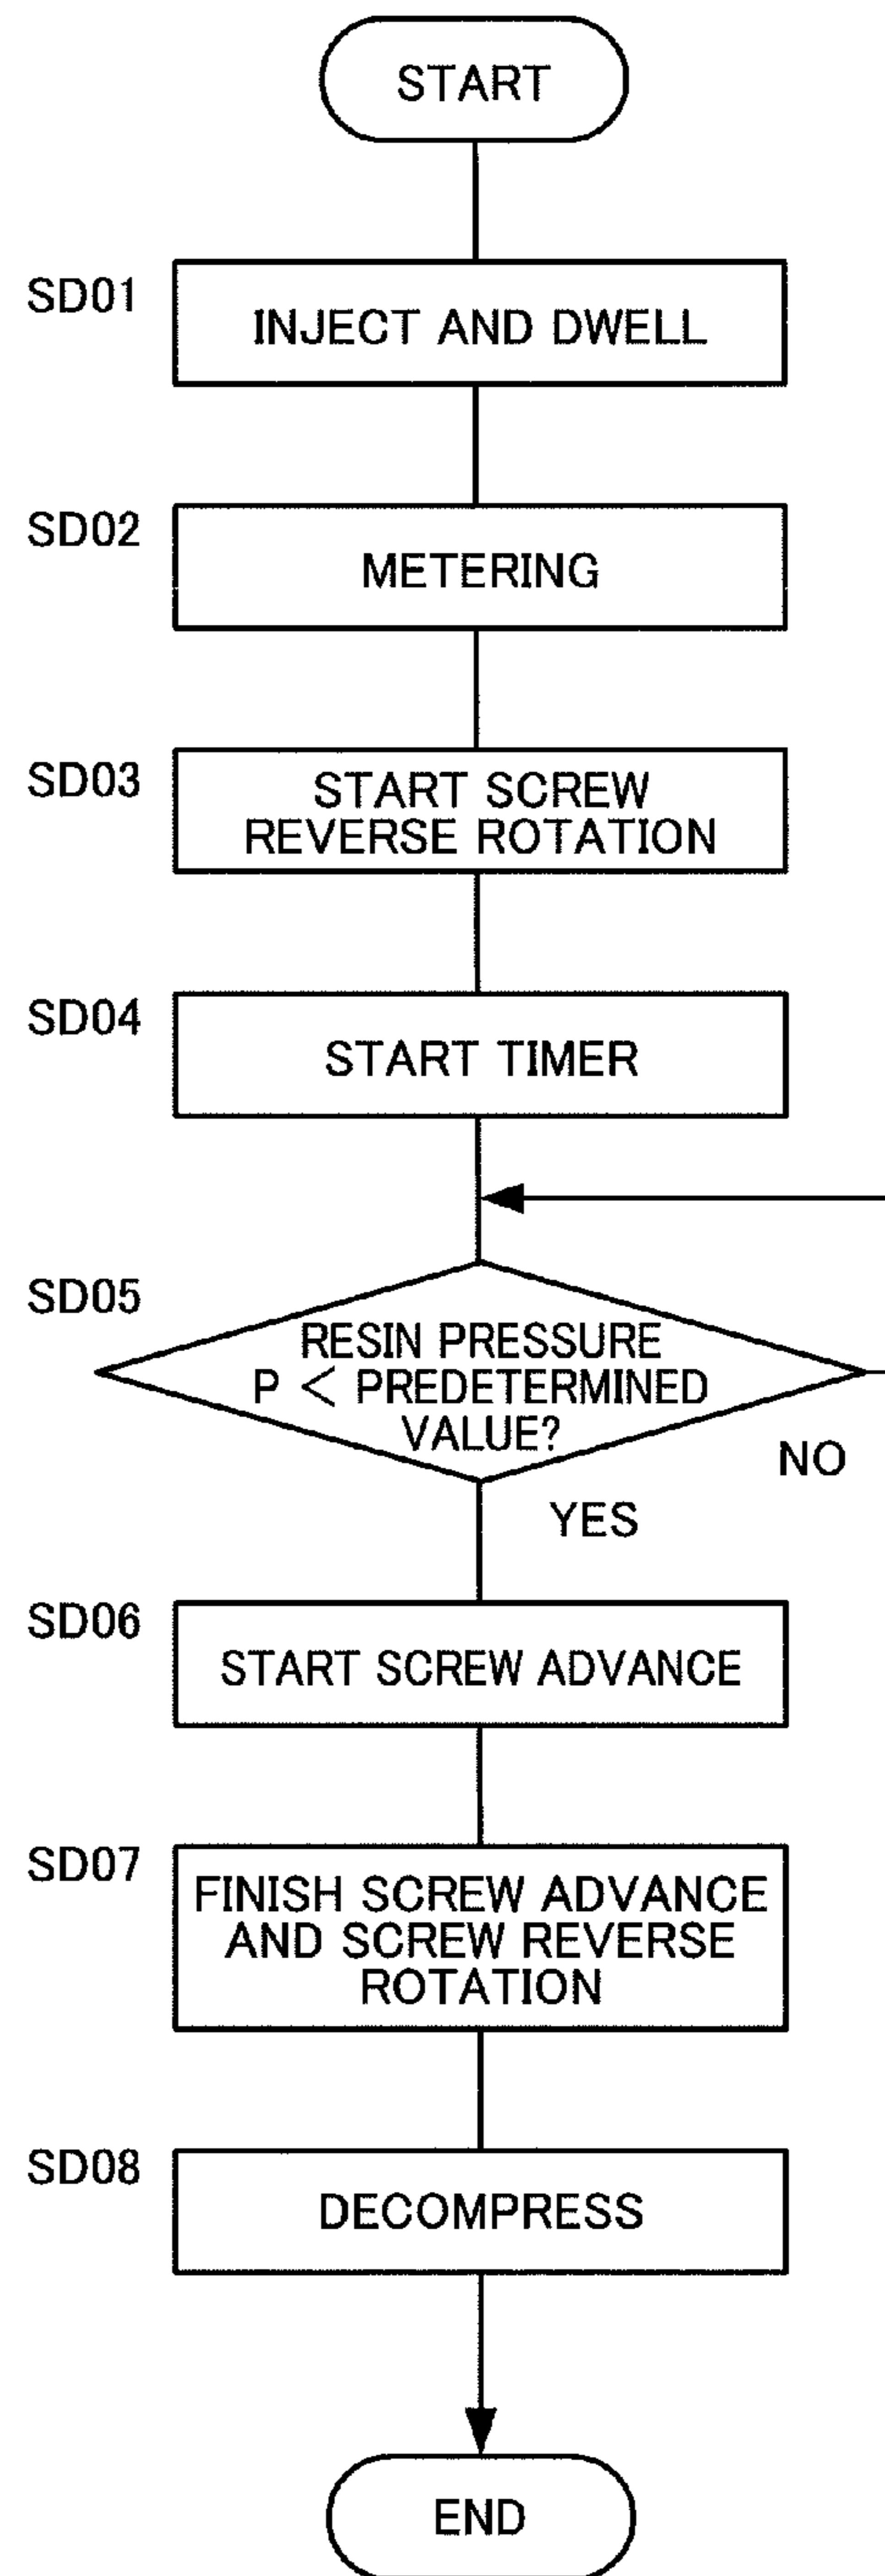 START
SD01
INJECT AND DWELL
SD02
METERING
SD03
START SCREW
REVERSE ROTATION
SD04
START TIMER
SD05
RESIN PRESSURE
P < PREDETERMINED
VALUE?
NO
YES
SD06
START SCREW ADVANCE
SD07
FINISH SCREW ADVANCE
AND SCREW REVERSE
ROTATION
SD08
DECOMPRESS
END